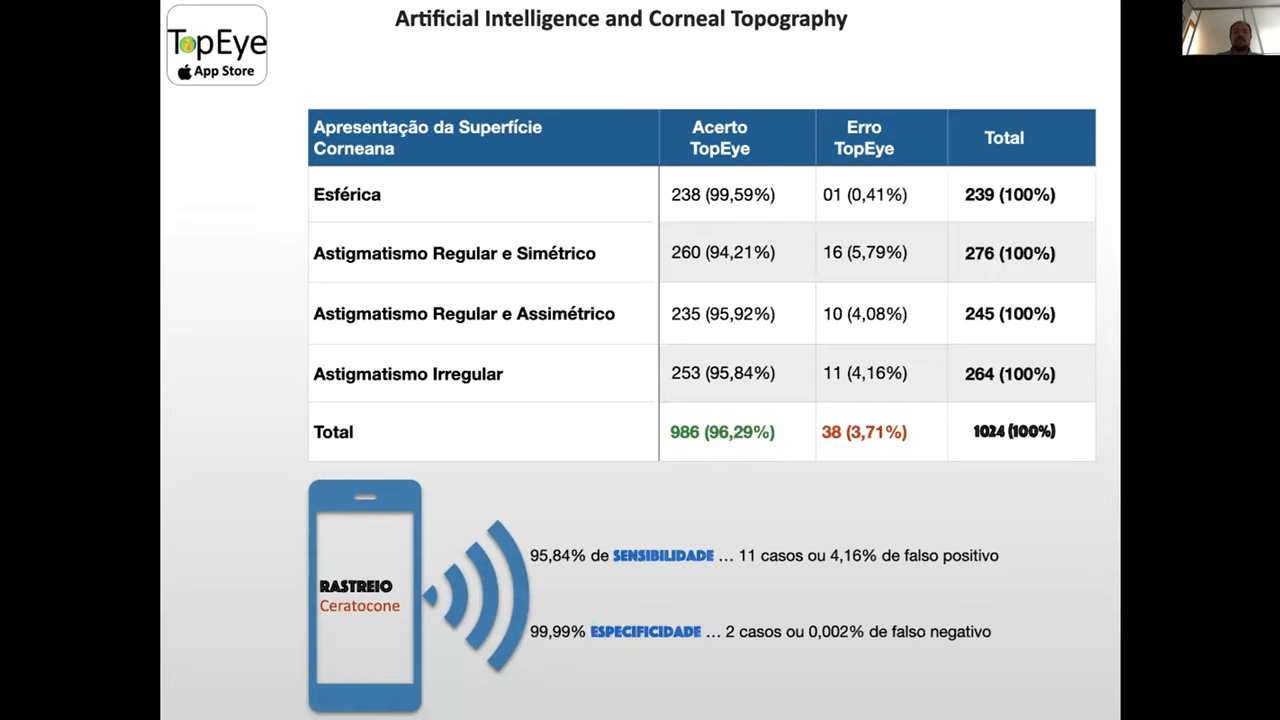 Artificial Intelligence and Corneal Topography
TopEye
App Store
Apresentação da Superfície Corneana
Acerto TopEye
Erro TopEye
Total
Esférica
238 (99,59%)
01 (0,41%)
239 (100%)
Astigmatismo Regular e Simétrico
260 (94,21%)
16 (5,79%)
276 (100%)
Astigmatismo Regular e Assimétrico
235 (95,92%)
10 (4,08%)
245 (100%)
Astigmatismo Irregular
253 (95,84%)
11 (4,16%)
264 (100%)
Total
986 (96,29%)
38 (3,71%)
1024 (100%)
RASTREIO
Ceratocone
95,84% de SENSIBILIDADE ... 11 casos ou 4,16% de falso positivo
99,99% ESPECIFICIDADE ... 2 casos ou 0,002% de falso negativo